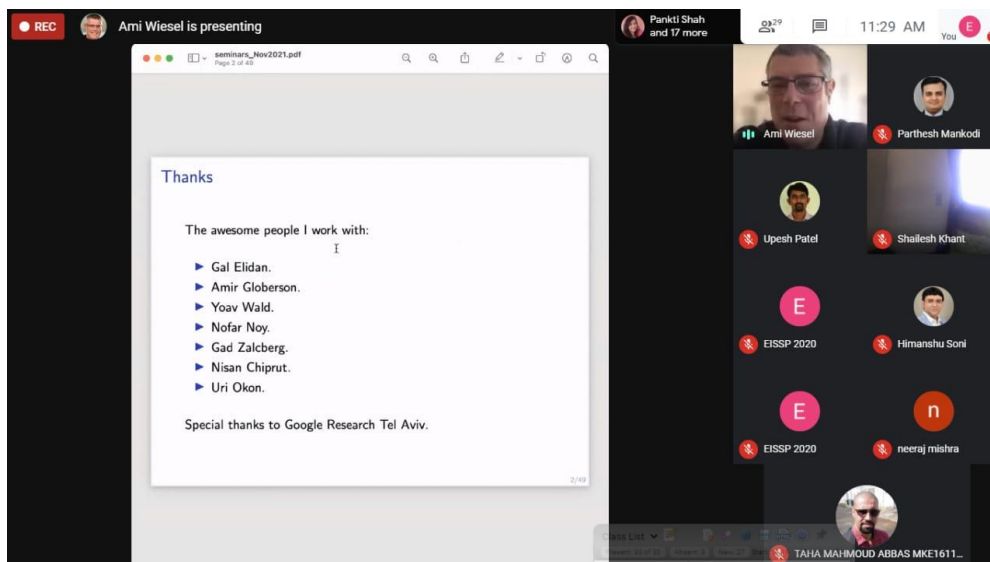 REC
Ami Wiesel is presenting
Pankti Shah
and 17 more
29
11:29 AM
You
E
seminars_Nov2021.pdf
Page 2 of 49
Thanks
The awesome people I work with:
Gal Elidan.
Amir Globerson.
Yoav Wald.
Nofar Noy.
Gad Zalcberg.
Nisan Chiprut.
Uri Okon.
Special thanks to Google Research Tel Aviv.
2/49
Ami Wiesel
Parthesh Mankodi
Upesh Patel
Shailesh Khant
E
EISSP 2020
Himanshu Soni
E
EISSP 2020
n
neeraj mishra
Class List
TAHA MAHMOUD ABBAS MKE1611...